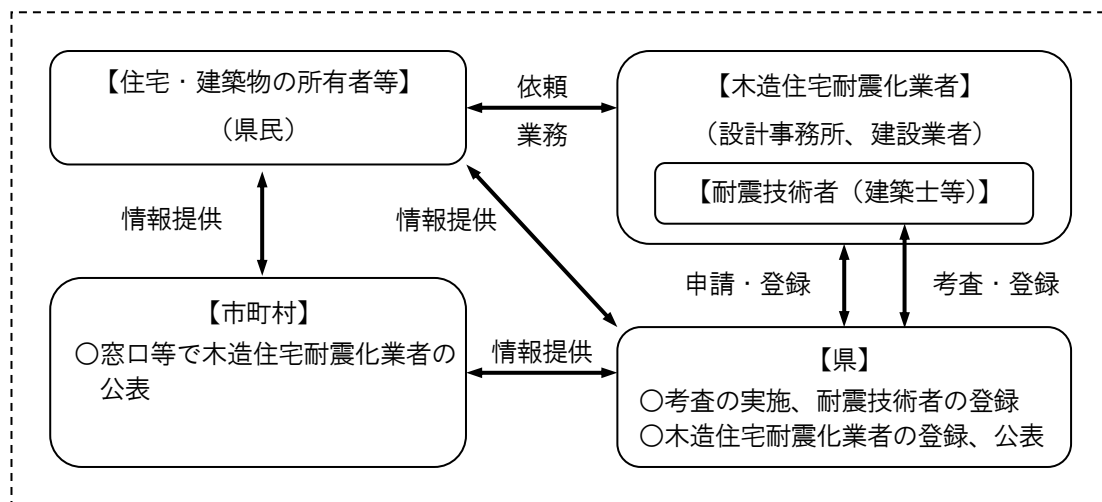 【住宅・建築物の所有者等】
（県民）
依頼
業務
【木造住宅耐震化業者】
（設計事務所、建設業者）
【耐震技術者（建築士等）】
情報提供
情報提供
申請・登録
考査・登録
【市町村】
○窓口等で木造住宅耐震化業者の
公表
情報提供
【県】
○考査の実施、耐震技術者の登録
○木造住宅耐震化業者の登録、公表